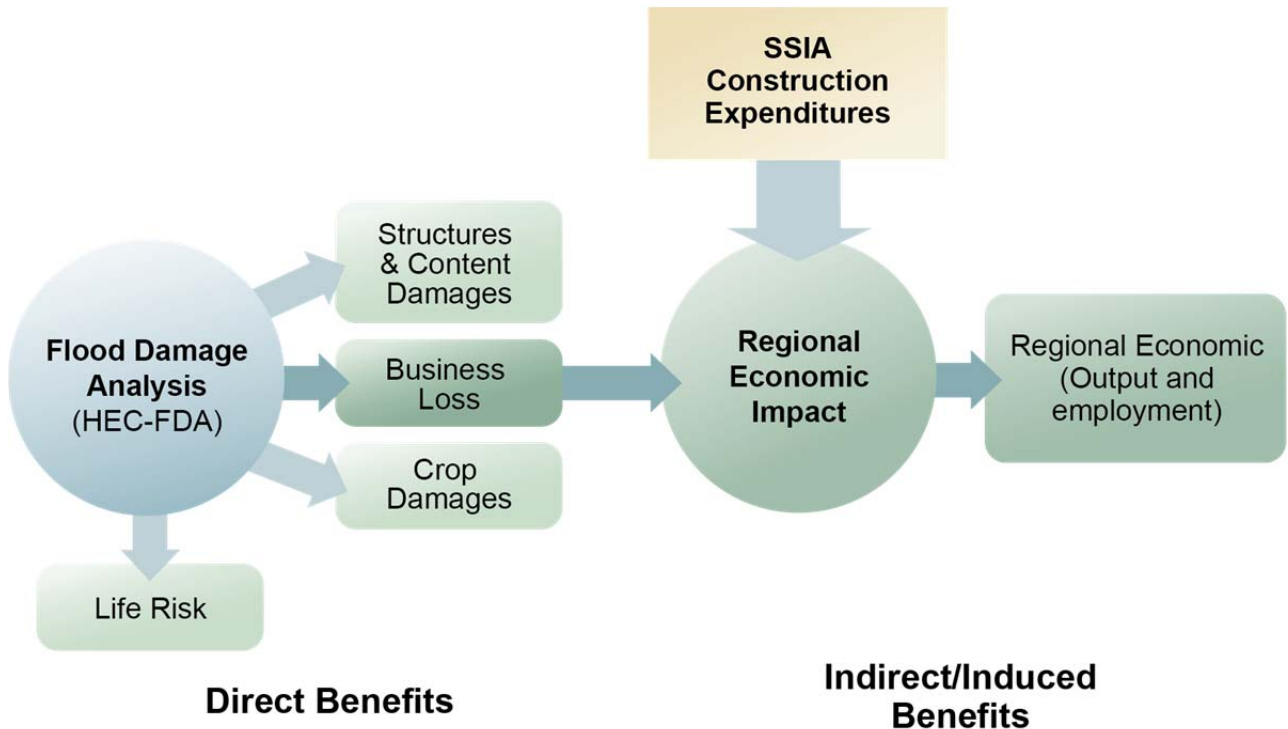 SSIA
Construction
Expenditures
Structures
& Content
Damages
Flood Damage
Analysis
(HEC-FDA)
Business
Loss
Crop
Damages
Life Risk
Regional
Economic
Impact
Regional Economic
(Output and
employment)
Direct Benefits
Indirect/Induced
Benefits